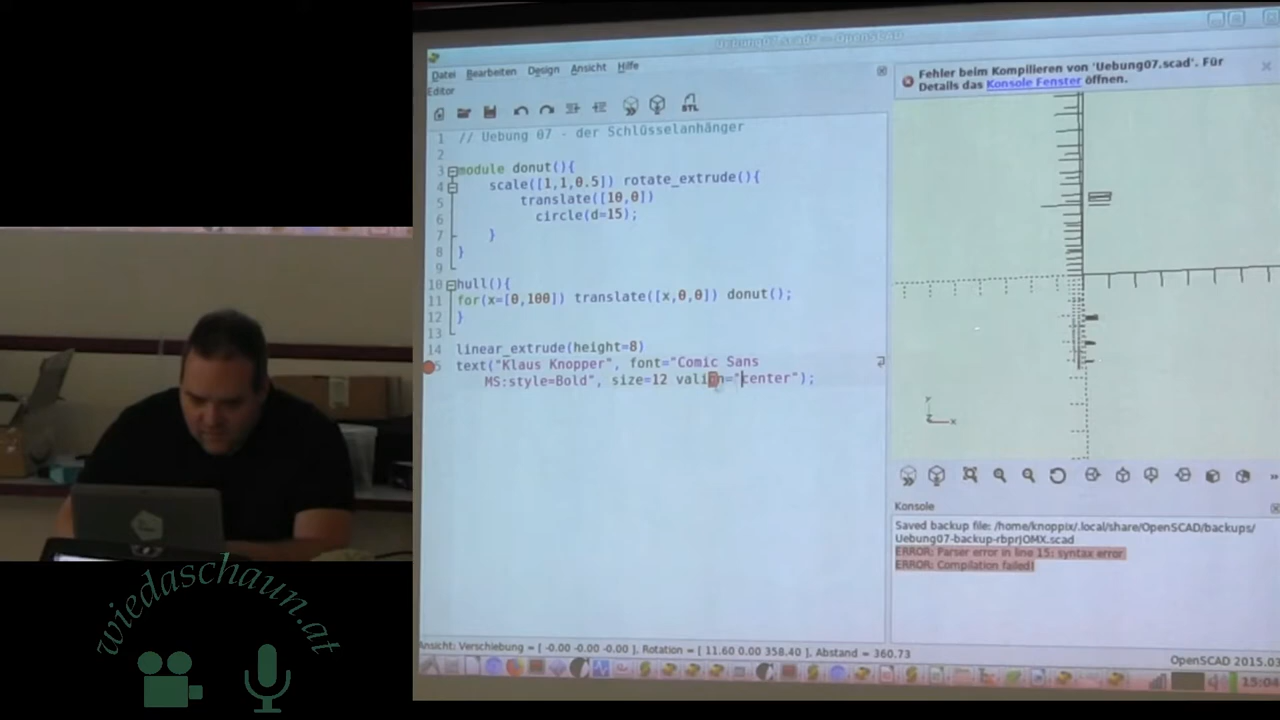 Uebung07.scad* - OpenSCAD
Datei Bearbeiten Design Ansicht Hilfe
Editor
STL
1 // Uebung 07 - der Schlüsselanhänger
2
3 module donut(){
4 scale([1,1,0.5]) rotate_extrude(){
5 translate([10,0])
6 circle(d=15);
7 }
8 }
9
10 hull(){
11 for(x=[0,100]) translate([x,0,0]) donut();
12 }
13
14 linear_extrude(height=8)
text("Klaus Knopper", font="Comic Sans
MS:style=Bold", size=12 valign="center");
Fehler beim Kompilieren von 'Uebung07.scad'. Für
Details das Konsole Fenster öffnen.
Y
X
Konsole
Saved backup file: /home/knoppix/.local/share/OpenSCAD/backups/
Uebung07-backup-rbprJOMX.scad
ERROR: Parser error in line 15: syntax error
ERROR: Compilation failed!
Ansicht: Verschiebung = [ -0.00 -0.00 -0.00 ], Rotation = [ 11.60 0.00 358.40 ], Abstand = 360.73
OpenSCAD 2015.03
15:04
wiedaschaun.at